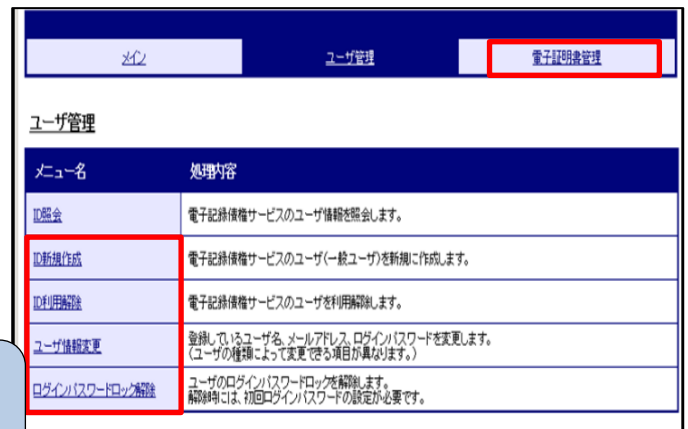 メイン
ユーザ管理
電子証明書管理
ユーザ管理
メニュー名 処理内容
ID照会 電子記録債権サービスのユーザ情報を照会します。
ID新規作成 電子記録債権サービスのユーザ(一般ユーザ)を新規に作成します。
ID利用解除 電子記録債権サービスのユーザを利用解除します。
ユーザ情報変更 登録しているユーザ名、メールアドレス、ログインパスワードを変更します。
(ユーザの種類によって変更できる項目が異なります。)
ログインパスワードロック解除 ユーザのログインパスワードロックを解除します。
解除時には、初回ログインパスワードの設定が必要です。